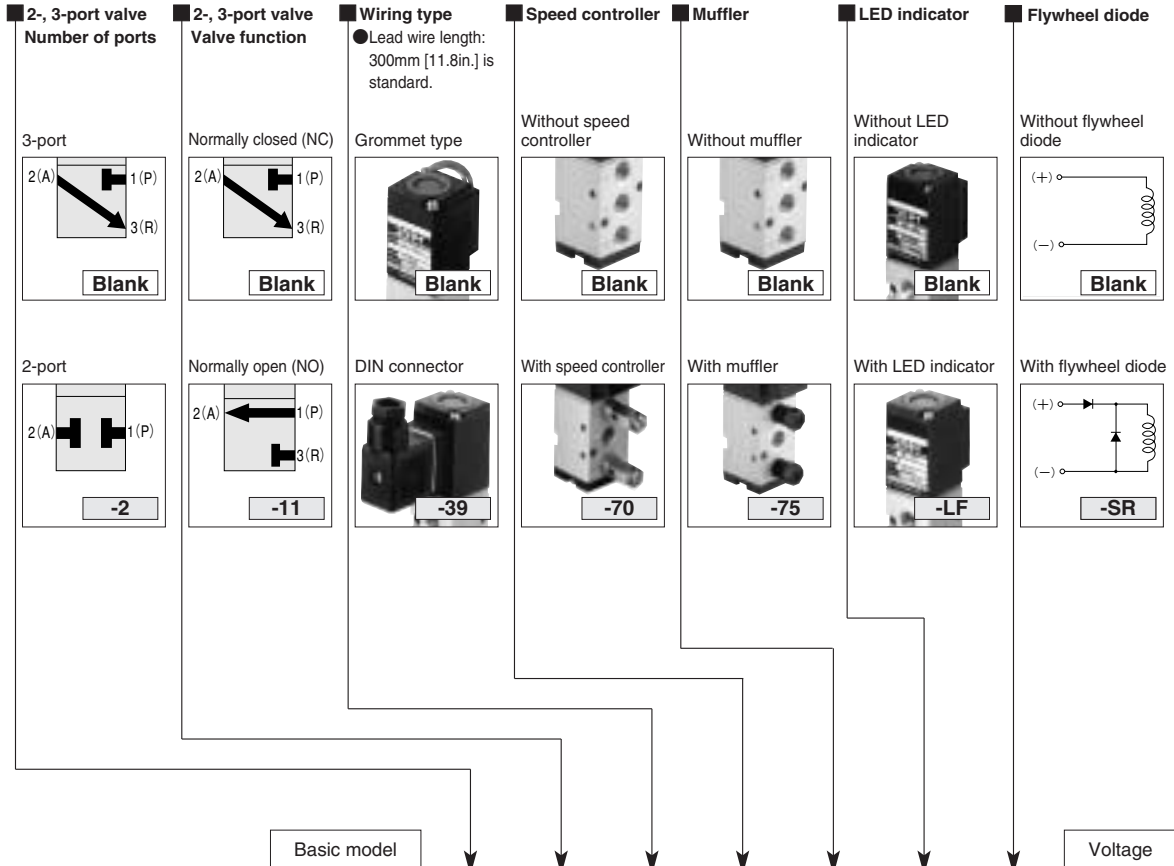 ■ 2-, 3-port valve
Number of ports
■ 2-, 3-port valve
Valve function
■ Wiring type
●Lead wire length:
300mm [11.8in.] is
standard.
■ Speed controller
■ Muffler
■ LED indicator
■ Flywheel diode
3-port
2(A)
1(P)
3(R)
Blank
Normally closed (NC)
2(A)
1(P)
3(R)
Blank
Grommet type
Blank
Without speed
controller
Blank
Without muffler
Blank
Without LED
indicator
Blank
Without flywheel
diode
(+)
(−)
Blank
2-port
2(A)
1(P)
-2
Normally open (NO)
2(A)
1(P)
3(R)
-11
DIN connector
-39
With speed controller
-70
With muffler
-75
With LED indicator
-LF
With flywheel diode
(+)
(−)
-SR
Basic model
Voltage